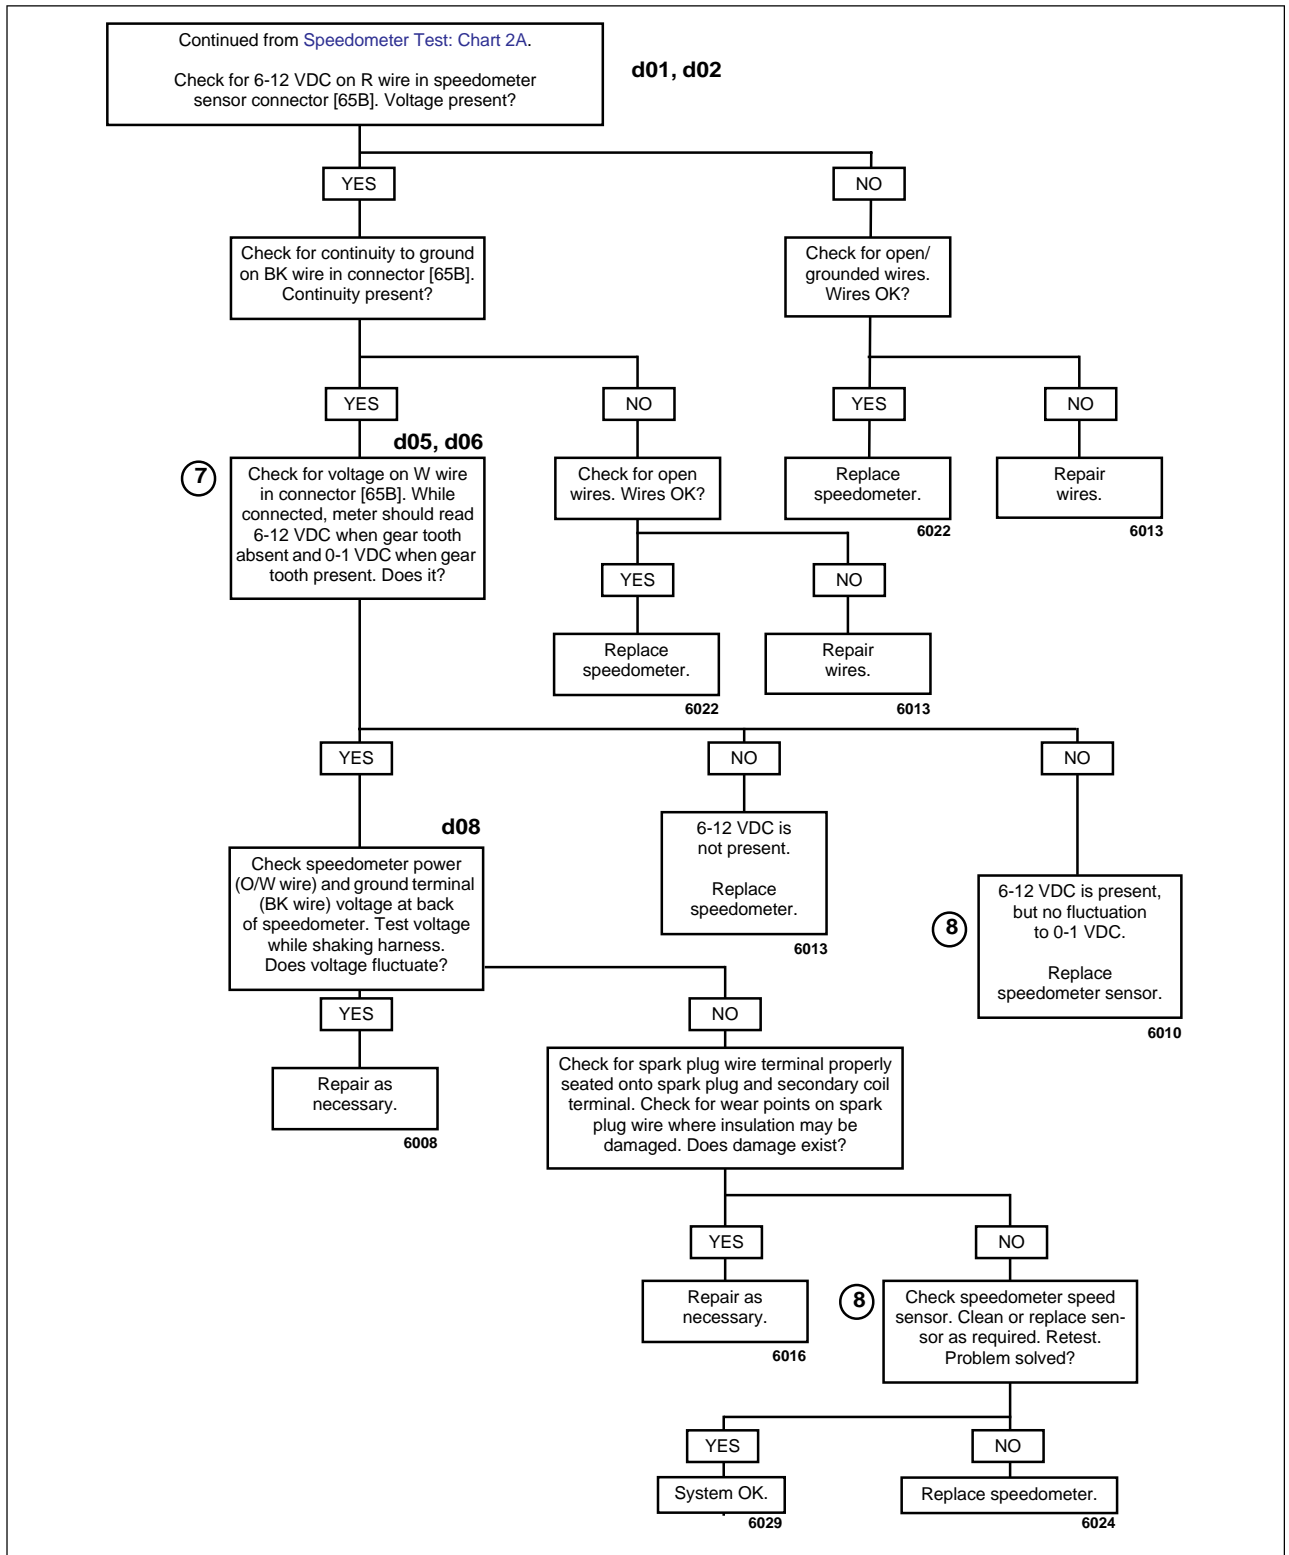 Continued from Speedometer Test: Chart 2A.
Check for 6-12 VDC on R wire in speedometer
sensor connector [65B]. Voltage present?
d01, d02
YES
NO
Check for continuity to ground
on BK wire in connector [65B].
Continuity present?
Check for open/
grounded wires.
Wires OK?
YES
NO
YES
NO
d05, d06
7
Check for voltage on W wire
in connector [65B]. While
connected, meter should read
6-12 VDC when gear tooth
absent and 0-1 VDC when gear
tooth present. Does it?
Check for open
wires. Wires OK?
Replace
speedometer.
6022
Repair
wires.
6013
YES
NO
Replace
speedometer.
6022
Repair
wires.
6013
YES
NO
NO
d08
Check speedometer power
(O/W wire) and ground terminal
(BK wire) voltage at back
of speedometer. Test voltage
while shaking harness.
Does voltage fluctuate?
6-12 VDC is
not present.
Replace
speedometer.
6013
8
6-12 VDC is present,
but no fluctuation
to 0-1 VDC.
Replace
speedometer sensor.
6010
YES
NO
Repair as
necessary.
6008
Check for spark plug wire terminal properly
seated onto spark plug and secondary coil
terminal. Check for wear points on spark
plug wire where insulation may be
damaged. Does damage exist?
YES
NO
Repair as
necessary.
6016
8
Check speedometer speed
sensor. Clean or replace sen-
sor as required. Retest.
Problem solved?
YES
NO
System OK.
6029
Replace speedometer.
6024